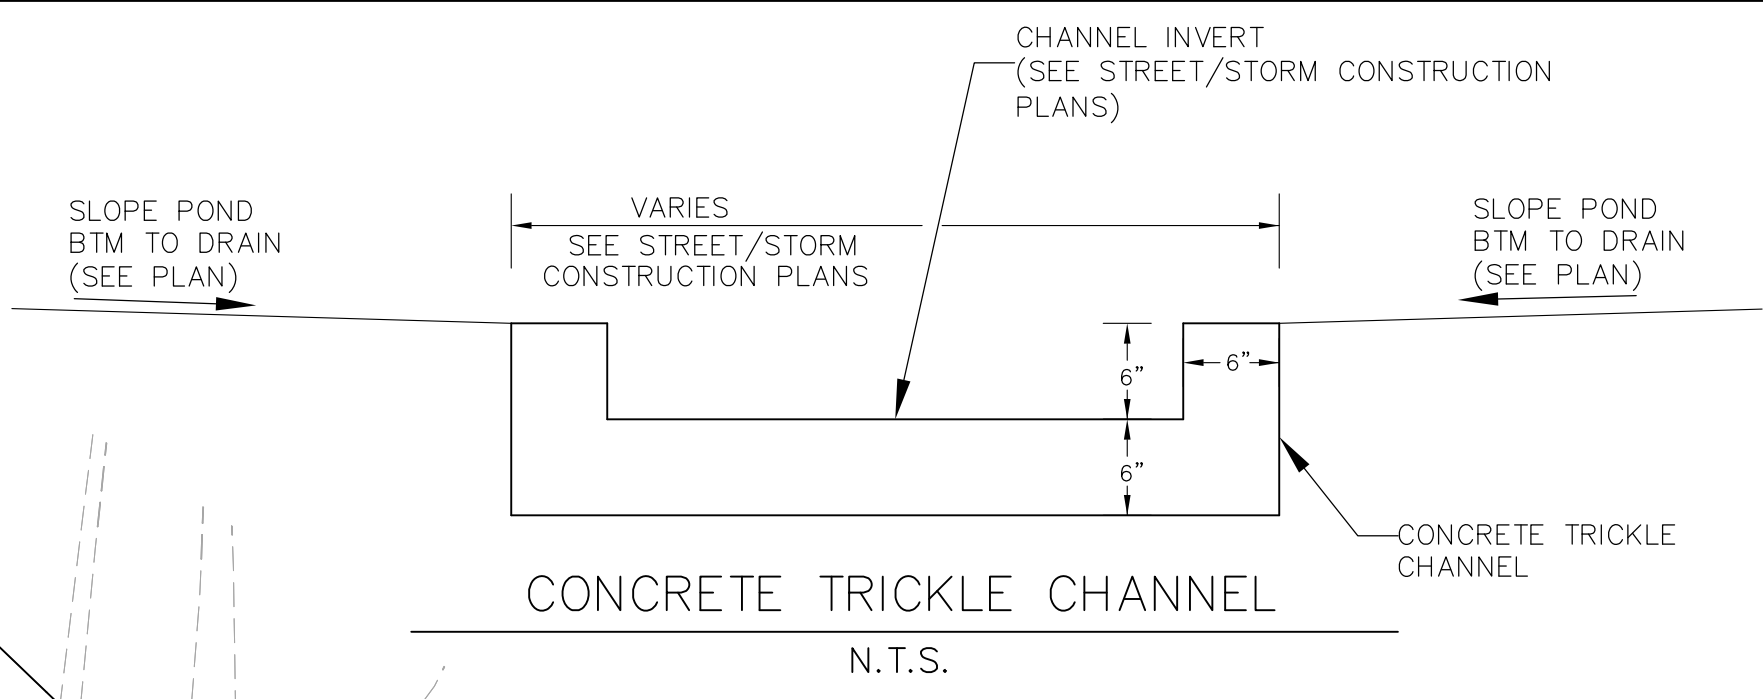 CHANNEL INVERT
(SEE STREET/STORM CONSTRUCTION
PLANS)
SLOPE POND
BTM TO DRAIN
(SEE PLAN)
VARIES
SEE STREET/STORM
CONSTRUCTION PLANS
SLOPE POND
BTM TO DRAIN
(SEE PLAN)
6"
6"
6"
CONCRETE TRICKLE
CHANNEL
CONCRETE TRICKLE CHANNEL
N.T.S.